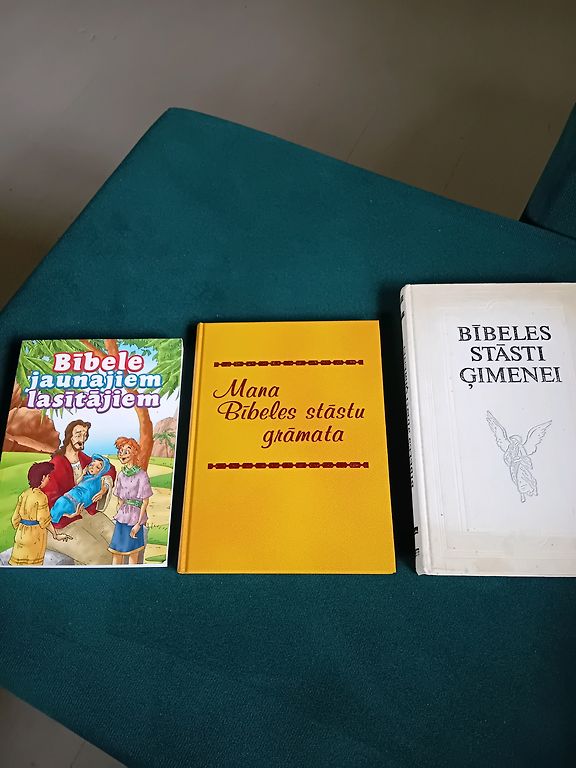 Bībele
jaunajiem
lasītājiem
Mana
Bībeles stāstu
grāmata
BĪBELES
STĀSTI
ĢIMENEI